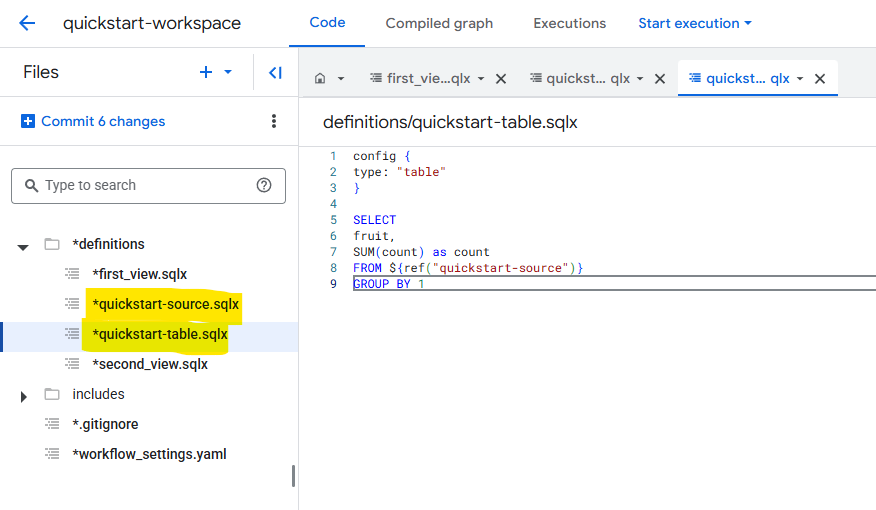 quickstart-workspace
Code Compiled graph Executions Start execution
Files
first_vie...qlx quickst... qlx quickst... qlx
Commit 6 changes
definitions/quickstart-table.sqlx
Type to search
*definitions
*first_view.sqlx
*quickstart-source.sqlx
*quickstart-table.sqlx
*second_view.sqlx
includes
*.gitignore
*workflow_settings.yaml
1 config {
2 type: "table"
3 }
4
5 SELECT
6 fruit,
7 SUM(count) as count
8 FROM ${ref("quickstart-source")}
9 GROUP BY 1